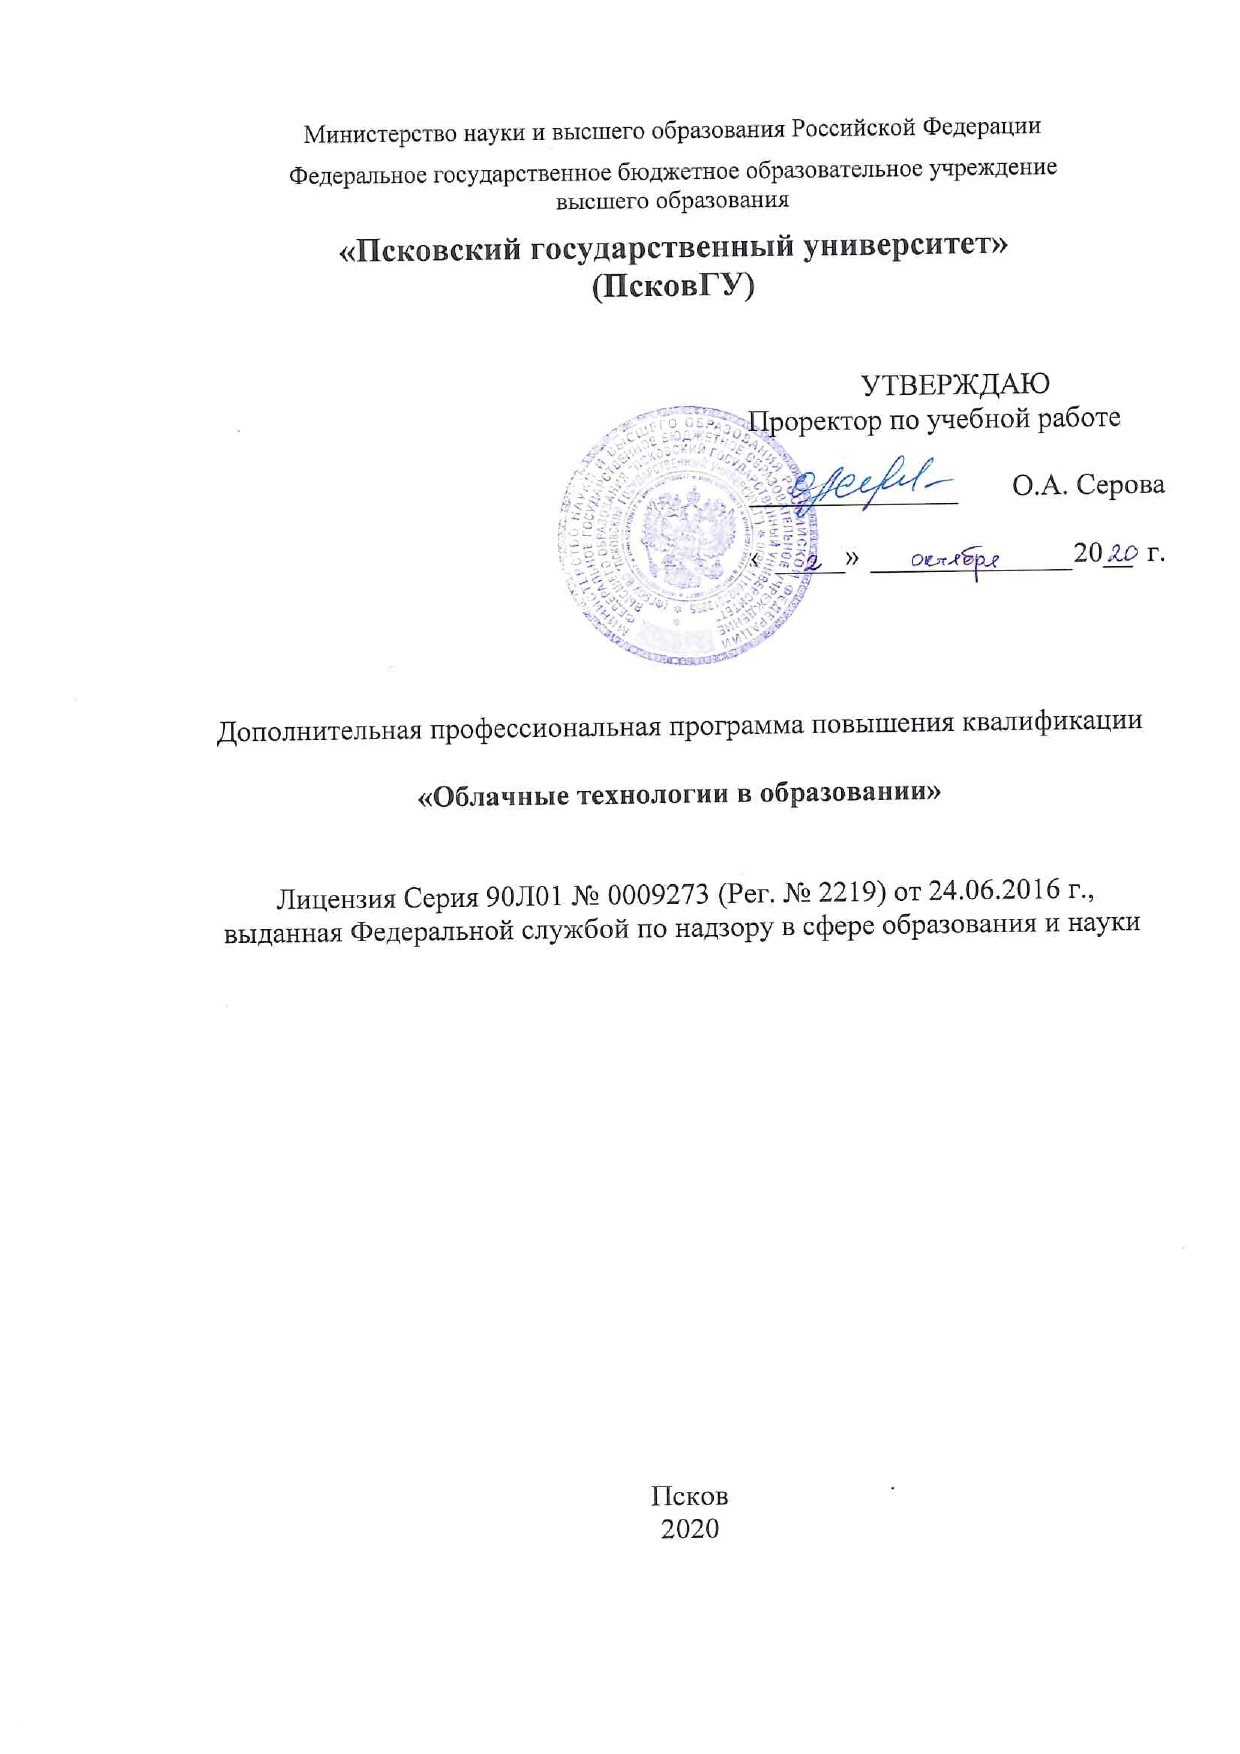 Министерство науки и высшего образования Российской Федерации
Федеральное государственное бюджетное образовательное учреждение
высшего образования
«Псковский государственный университет»
(ПсковГУ)
УТВЕРЖДАЮ
Проректор по учебной работе
О.А. Серова
« 2 » октября 2020 г.
Дополнительная профессиональная программа повышения квалификации
«Облачные технологии в образовании»
Лицензия Серия 90Л01 № 0009273 (Рег. № 2219) от 24.06.2016 г.,
выданная Федеральной службой по надзору в сфере образования и науки
Псков
2020